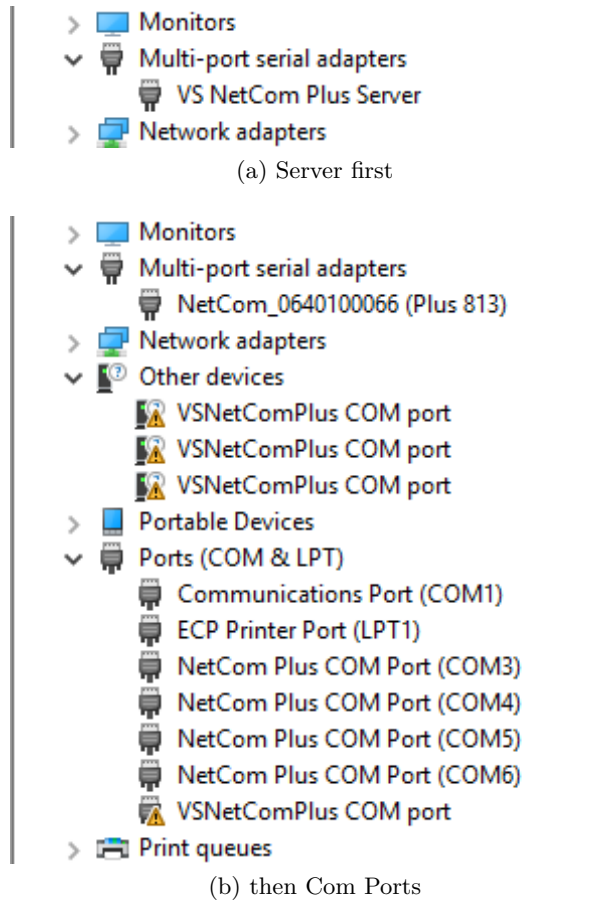 Monitors
Multi-port serial adapters
VS NetCom Plus Server
Network adapters
(a) Server first
Monitors
Multi-port serial adapters
NetCom_0640100066 (Plus 813)
Network adapters
Other devices
VSNetComPlus COM port
VSNetComPlus COM port
VSNetComPlus COM port
Portable Devices
Ports (COM & LPT)
Communications Port (COM1)
ECP Printer Port (LPT1)
NetCom Plus COM Port (COM3)
NetCom Plus COM Port (COM4)
NetCom Plus COM Port (COM5)
NetCom Plus COM Port (COM6)
VSNetComPlus COM port
Print queues
(b) then Com Ports